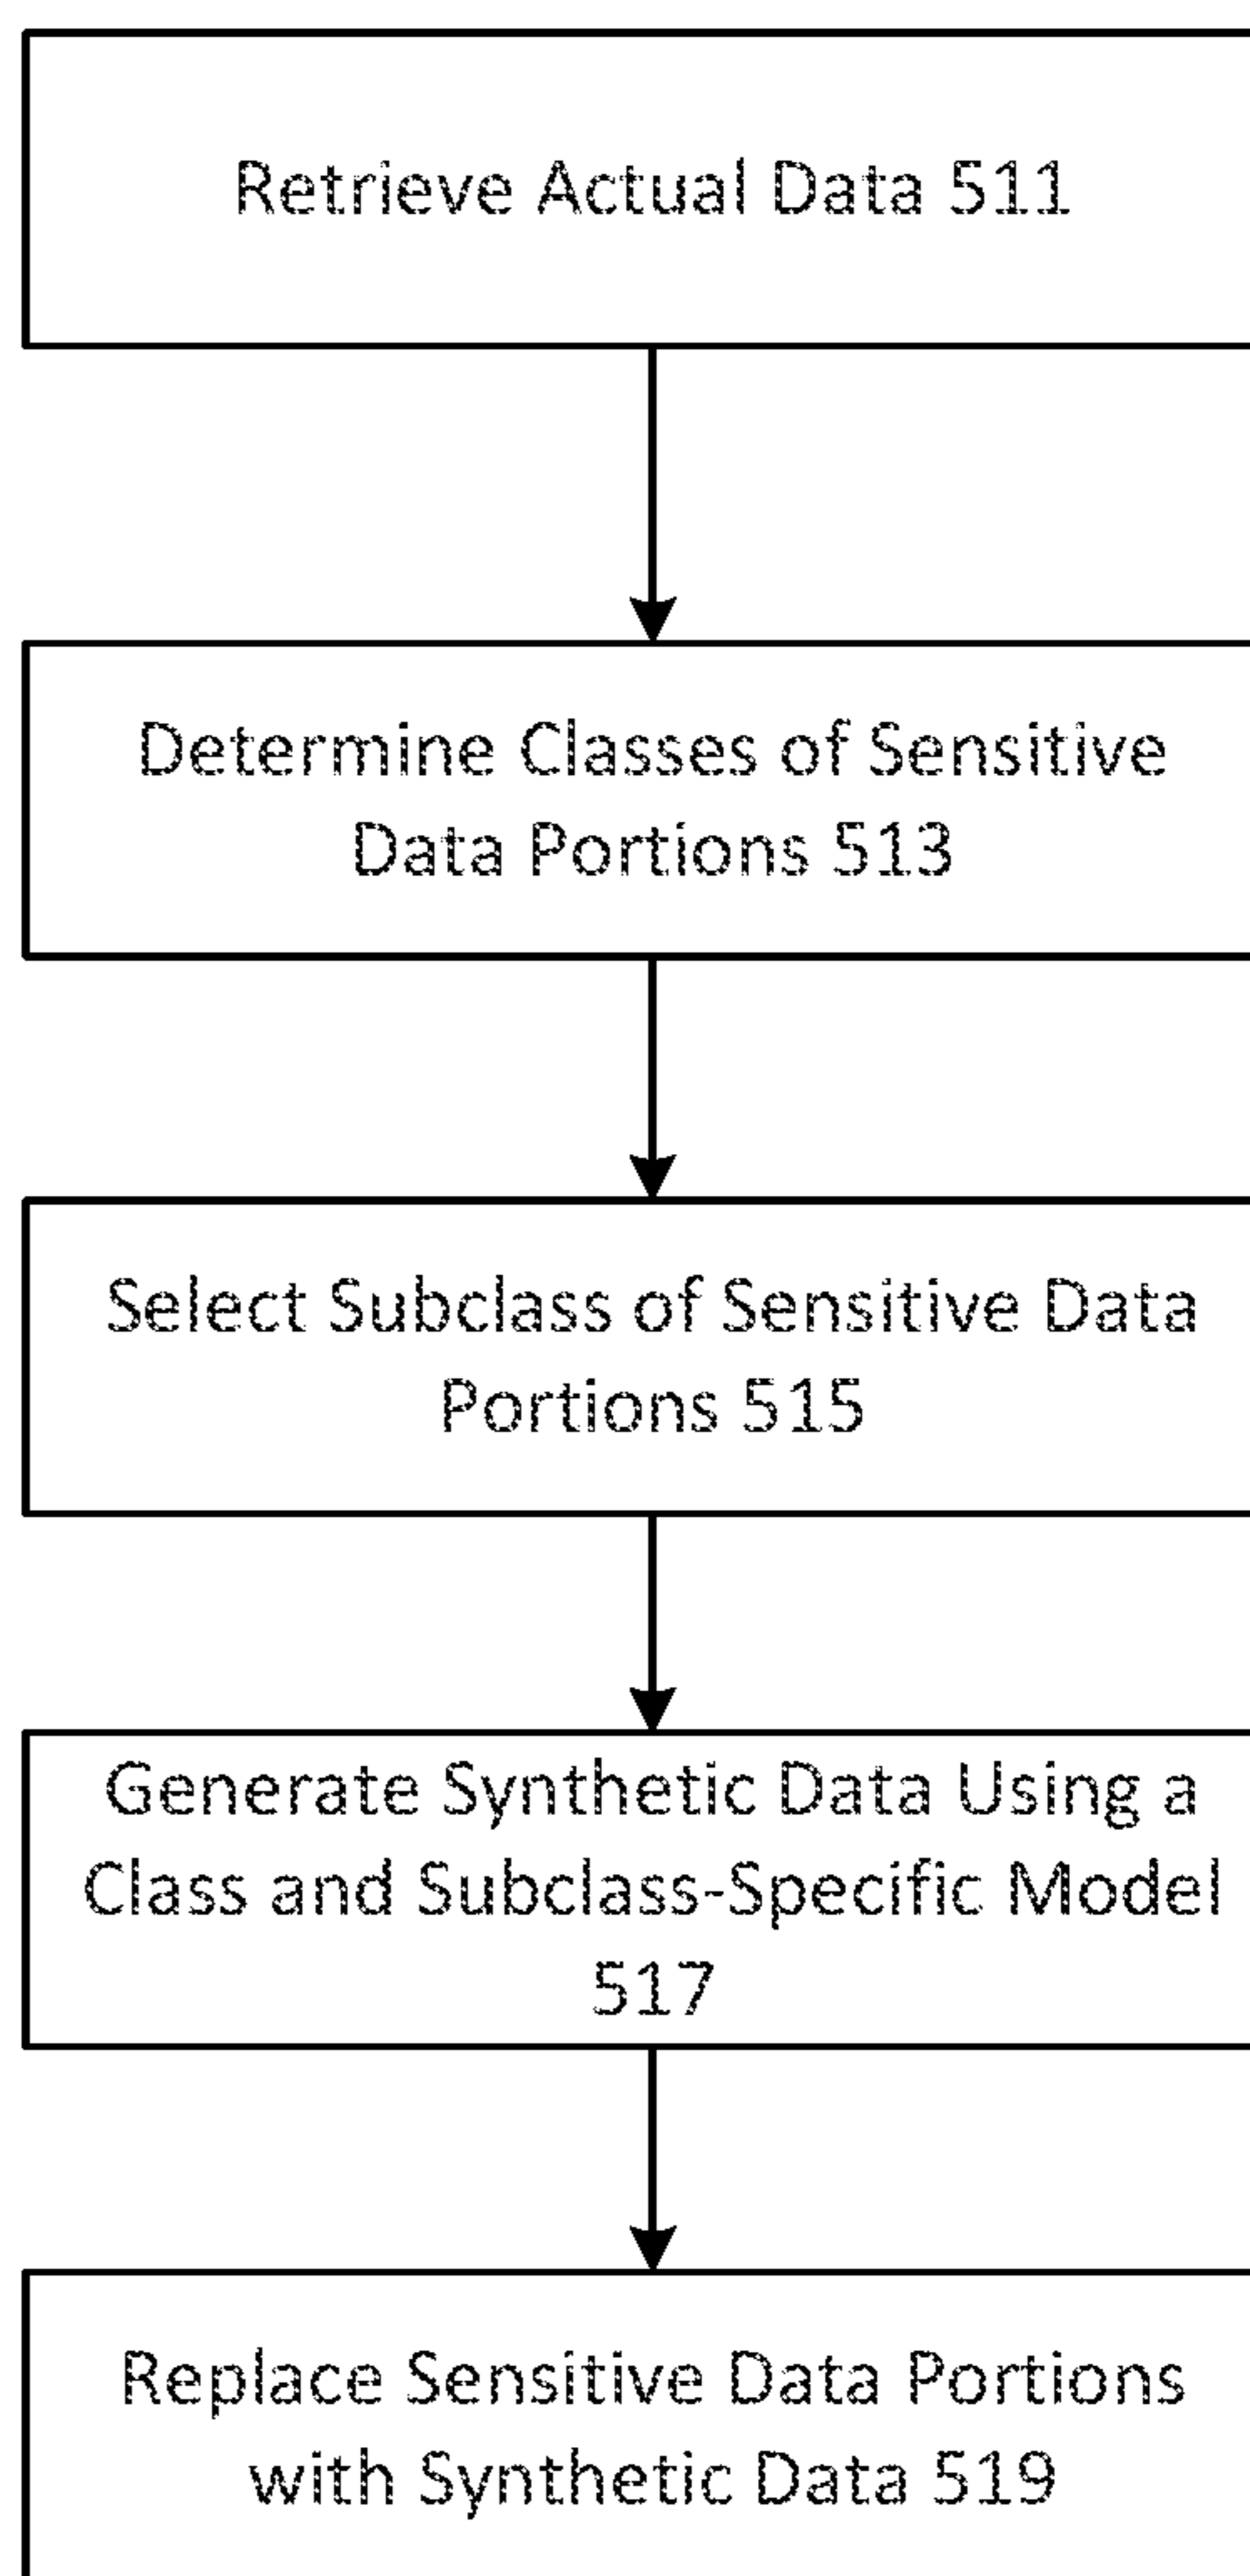 Retrieve Actual Data 511
Determine Classes of Sensitive
Data Portions 513
Select Subclass of Sensitive Data
Portions 515
Generate Synthetic Data Using a
Class and Subclass-Specific Model
517
Replace Sensitive Data Portions
with Synthetic Data 519